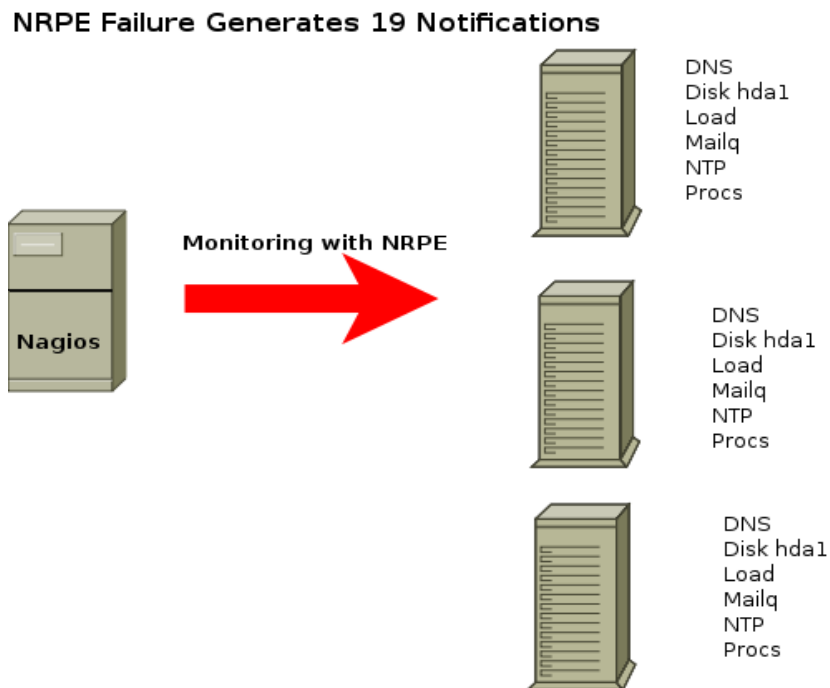 NRPE Failure Generates 19 Notifications
DNS
Disk hda1
Load
Mailq
NTP
Procs
Monitoring with NRPE
Nagios
DNS
Disk hda1
Load
Mailq
NTP
Procs
DNS
Disk hda1
Load
Mailq
NTP
Procs